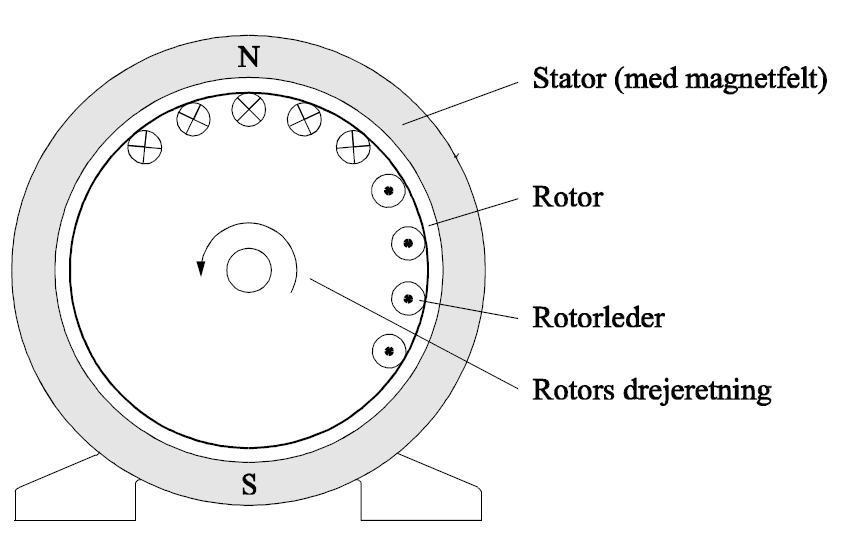 N
Stator (med magnetfelt)
Rotor
Rotorleder
Rotors drejeretning
S